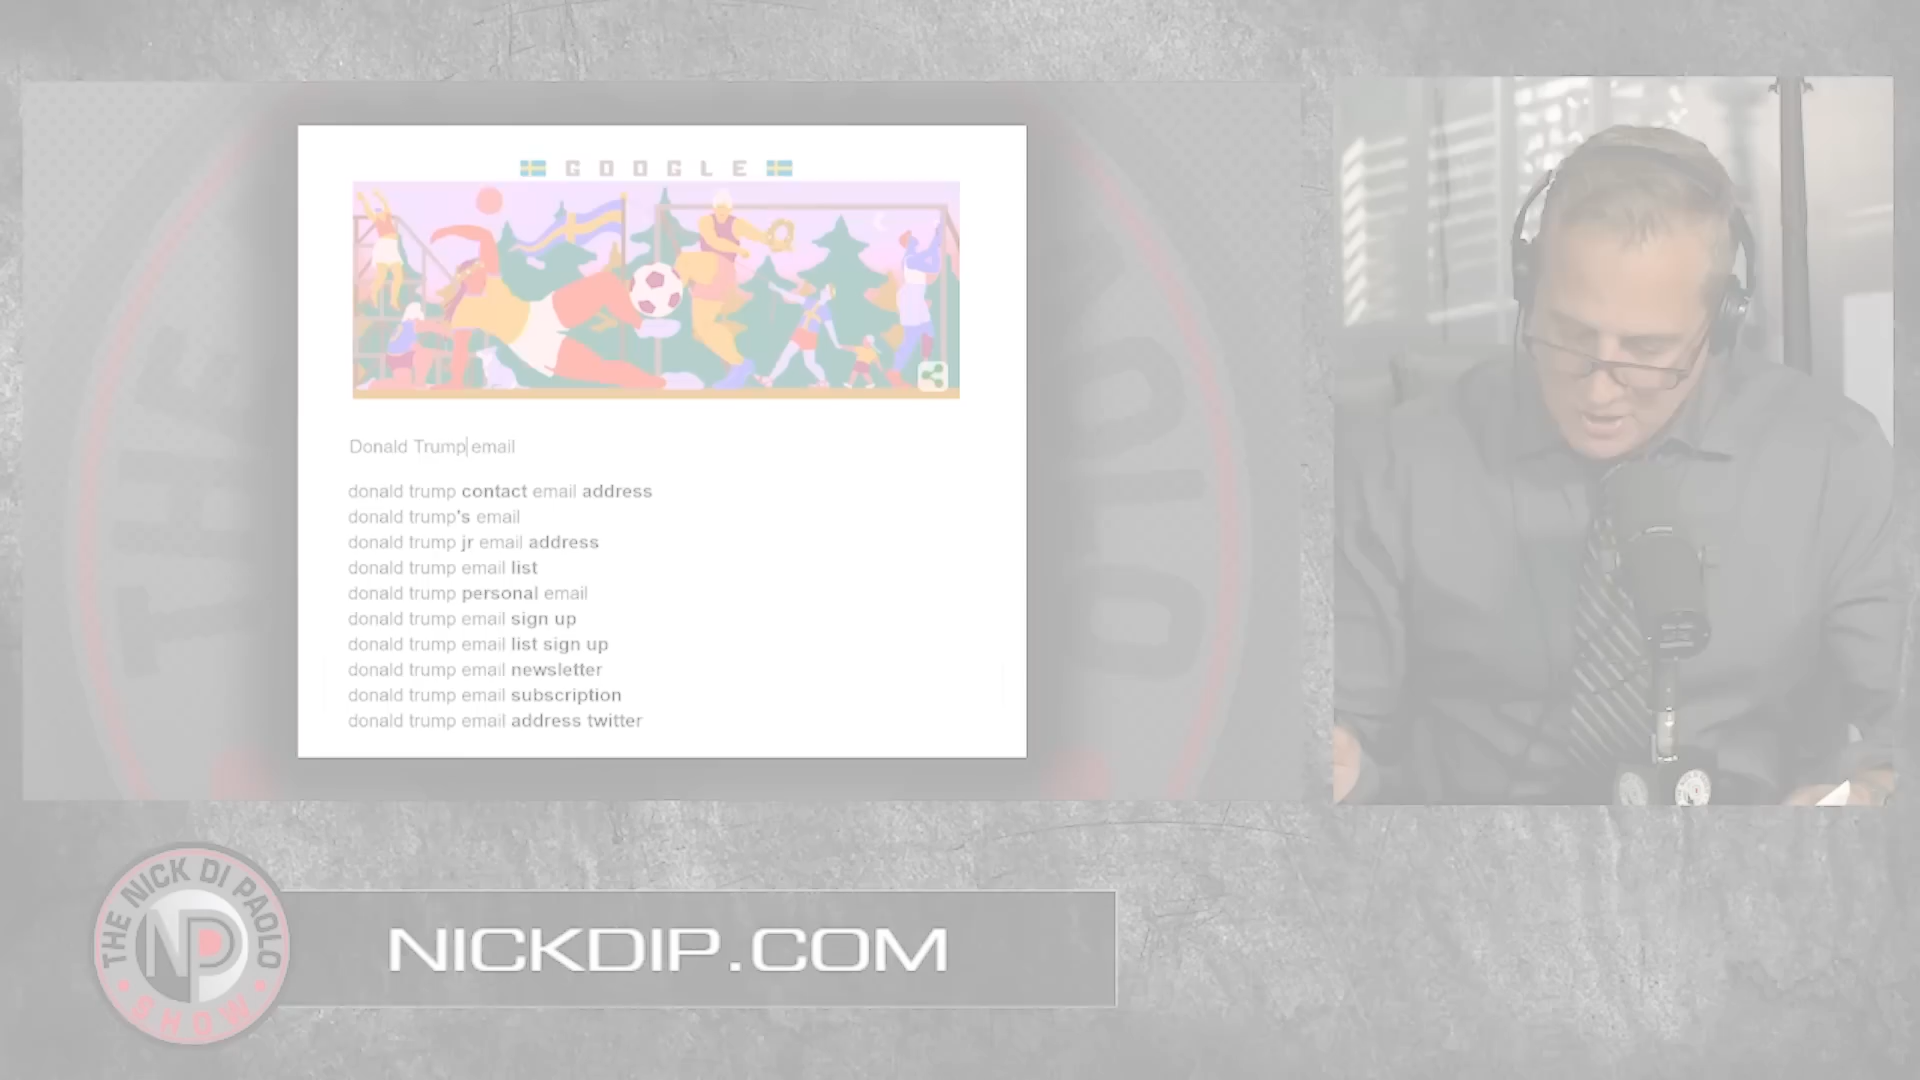 GOOGLE
Donald Trump email
donald trump contact email address
donald trump's email
donald trump jr email address
donald trump email list
donald trump personal email
donald trump email sign up
donald trump email list sign up
donald trump email newsletter
donald trump email subscription
donald trump email address twitter
THE NICK DI PAOLO
NP
SHOW
NICKDIP.COM